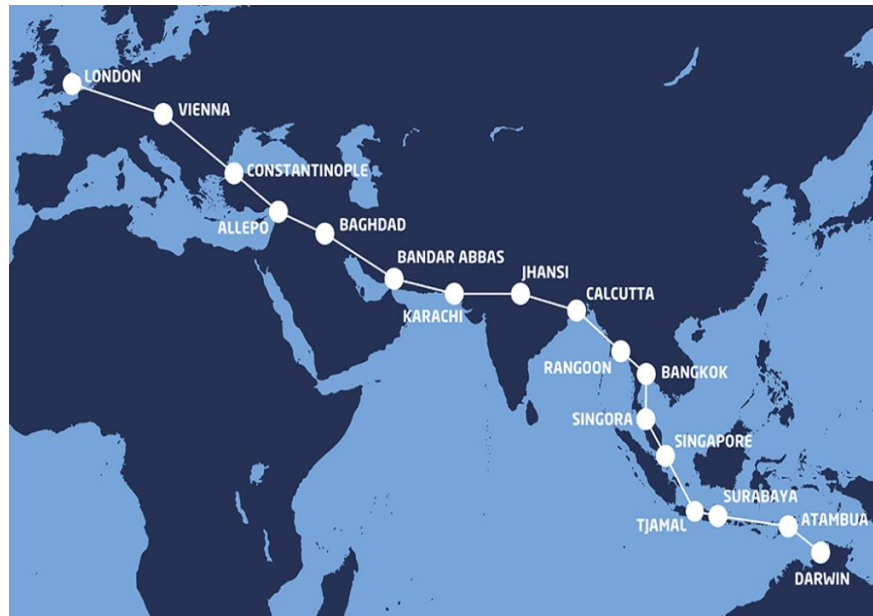 LONDON
VIENNA
CONSTANTINOPLE
ALLEPO
BAGHDAD
BANDAR ABBAS
KARACHI
JHANSI
CALCUTTA
RANGOON
BANGKOK
SINGORA
SINGAPORE
TJAMAL
SURABAYA
ATAMBUA
DARWIN